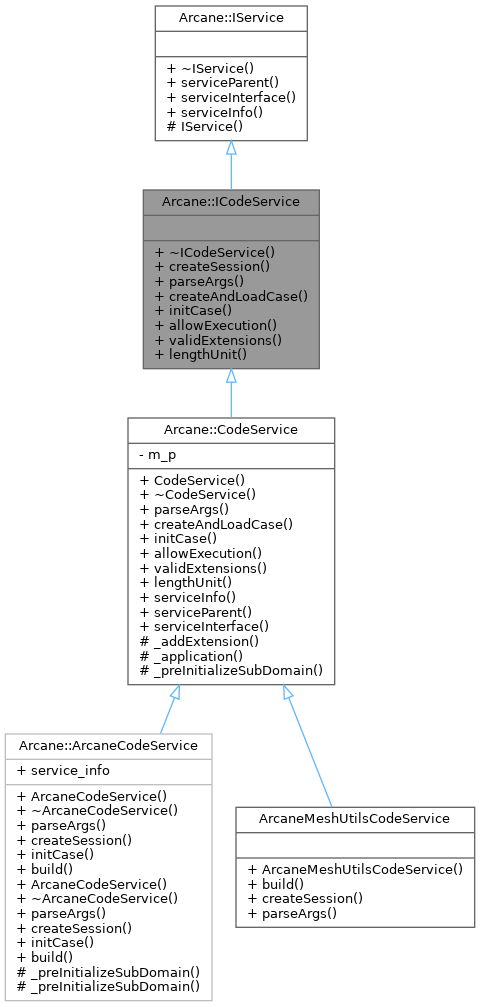 Arcane::IService
+ ~IService()
+ serviceParent()
+ serviceInterface()
+ serviceInfo()
# IService()
Arcane::ICodeService
+ ~ICodeService()
+ createSession()
+ parseArgs()
+ createAndLoadCase()
+ initCase()
+ allowExecution()
+ validExtensions()
+ lengthUnit()
Arcane::CodeService
- m_p
+ CodeService()
+ ~CodeService()
+ parseArgs()
+ createAndLoadCase()
+ initCase()
+ allowExecution()
+ validExtensions()
+ lengthUnit()
+ serviceInfo()
+ serviceParent()
+ serviceInterface()
# _addExtension()
# _application()
# _preInitializeSubDomain()
Arcane::ArcaneCodeService
+ service_info
+ ArcaneCodeService()
+ ~ArcaneCodeService()
+ parseArgs()
+ createSession()
+ initCase()
+ build()
+ ArcaneCodeService()
+ ~ArcaneCodeService()
+ parseArgs()
+ createSession()
+ initCase()
+ build()
# _preInitializeSubDomain()
# _preInitializeSubDomain()
ArcaneMeshUtilsCodeService
+ ArcaneMeshUtilsCodeService()
+ build()
+ createSession()
+ parseArgs()